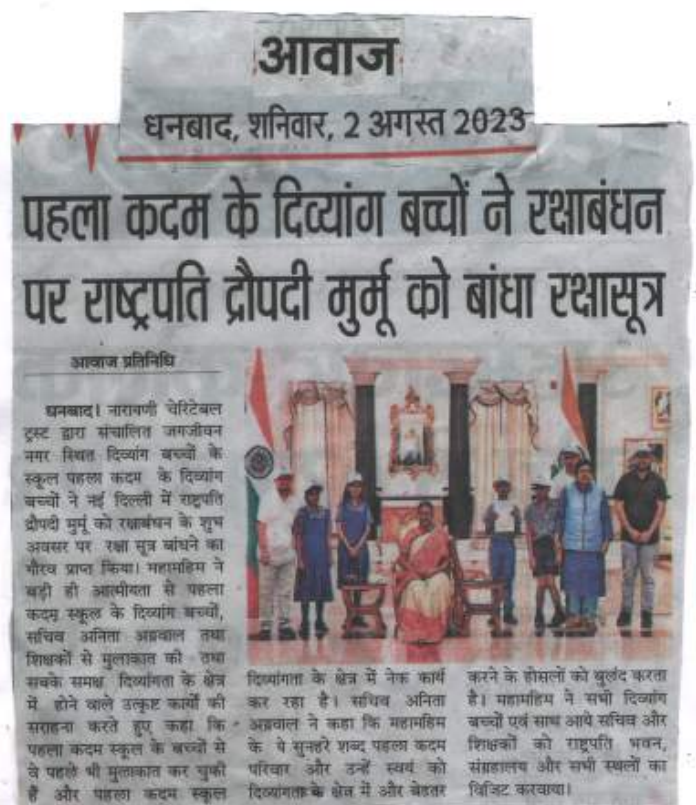 आवाज
धनबाद, शनिवार, 2 अगस्त 2023
पहला कदम के दिव्यांग बच्चों ने रक्षाबंधन
पर राष्ट्रपति द्रौपदी मुर्मू को बांधा रक्षासूत्र
आवाज प्रतिनिधि
धनबाद। नारायणी चेरिटेबल
ट्रस्ट द्वारा संचालित जगजीवन
नगर स्थित दिव्यांग बच्चों के
स्कूल पहला कदम के दिव्यांग
बच्चों ने नई दिल्ली में राष्ट्रपति
द्रौपदी मुर्मू को रक्षाबंधन के शुभ
अवसर पर रक्षा सूत्र बांधने का
गौरव प्राप्त किया। महामहिम ने
बड़ी ही आत्मीयता से पहला
कदम स्कूल के दिव्यांग बच्चों,
सचिव अनिता अग्रवाल तथा
शिक्षकों से मुलाकात की तथा
सबके समक्ष दिव्यांगता के क्षेत्र
में होने वाले उत्कृष्ट कार्यों की
सराहना करते हुए कहा कि
पहला कदम स्कूल के बच्चों से
वे पहले भी मुलाकात कर चुकी
हैं और पहला कदम स्कूल
दिव्यांगता के क्षेत्र में नेक कार्य
कर रहा है। सचिव अनिता
अग्रवाल ने कहा कि महामहिम
के ये सुनहरे शब्द पहला कदम
परिवार और उन्हें स्वयं को
दिव्यांगता के क्षेत्र में और बेहतर
करने के हौसलों को बुलंद करता
है। महामहिम ने सभी दिव्यांग
बच्चों एवं साथ आये सचिव और
शिक्षकों को राष्ट्रपति भवन,
संग्रहालय और सभी स्थलों का
विजिट करवाया।